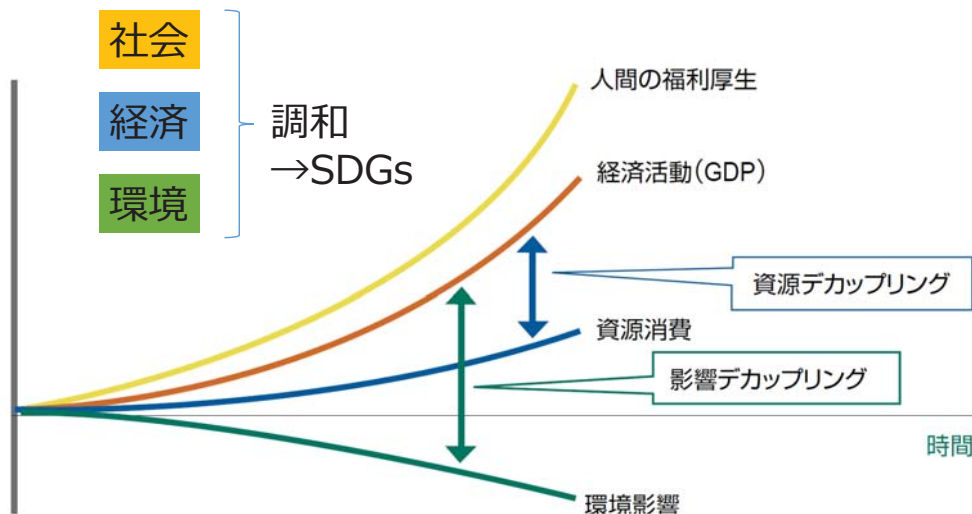 社会
経済
環境
調和
→SDGs
人間の福利厚生
経済活動(GDP)
資源デカップリング
資源消費
影響デカップリング
時間
環境影響